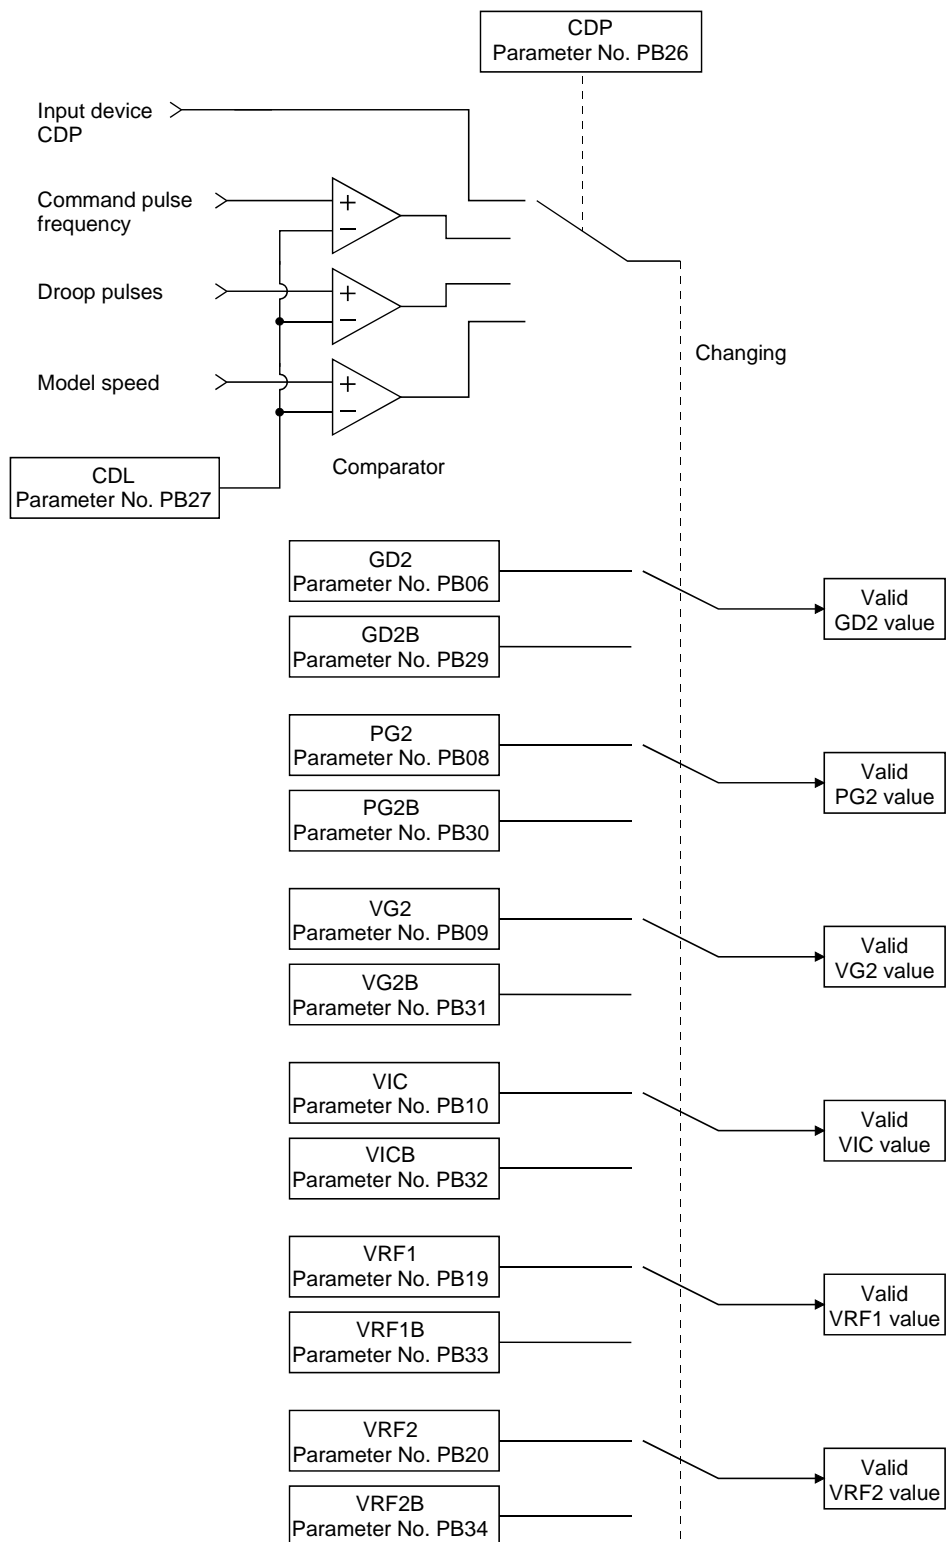 CDP
Parameter No. PB26
Input device
CDP
Command pulse
frequency
+
−
Droop pulses
+
−
Changing
Model speed
+
−
Comparator
CDL
Parameter No. PB27
GD2
Parameter No. PB06
Valid
GD2 value
GD2B
Parameter No. PB29
PG2
Parameter No. PB08
Valid
PG2 value
PG2B
Parameter No. PB30
VG2
Parameter No. PB09
Valid
VG2 value
VG2B
Parameter No. PB31
VIC
Parameter No. PB10
Valid
VIC value
VICB
Parameter No. PB32
VRF1
Parameter No. PB19
Valid
VRF1 value
VRF1B
Parameter No. PB33
VRF2
Parameter No. PB20
Valid
VRF2 value
VRF2B
Parameter No. PB34